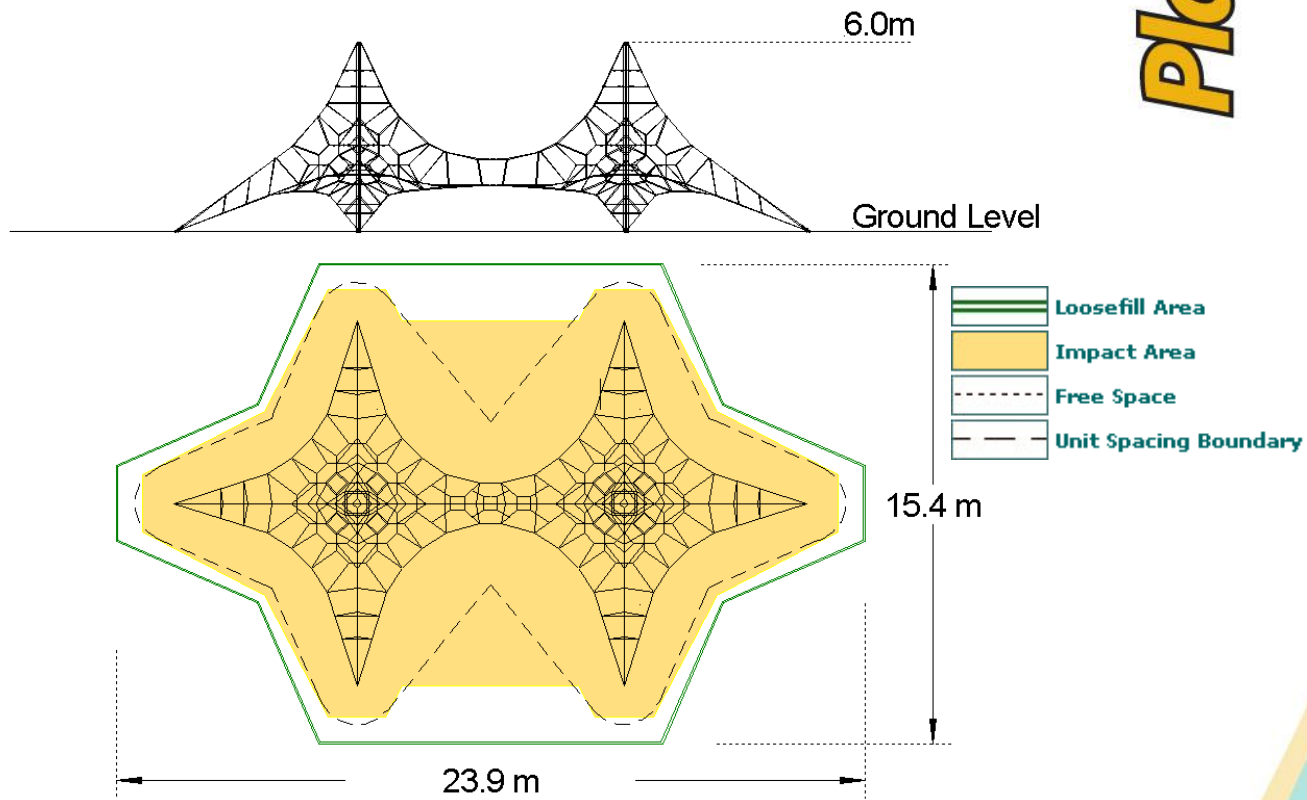 6.0m
Ground Level
Loosefill Area
Impact Area
Free Space
Unit Spacing Boundary
15.4 m
23.9 m